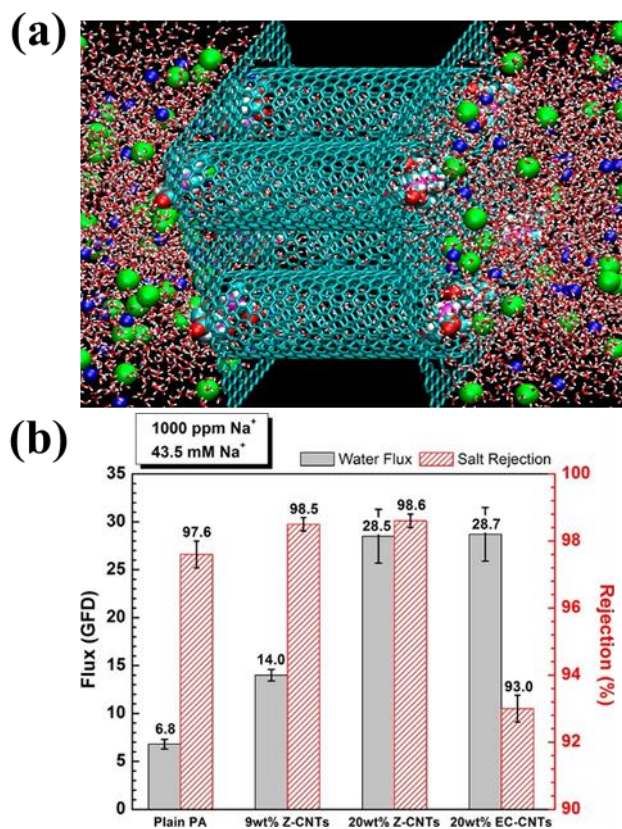 (a)
(b)
1000 ppm Na⁺
43.5 mM Na⁺
Water Flux
Salt Rejection
35
30
25
20
15
10
5
0
Flux (GFD)
100
98
96
94
92
90
Rejection (%)
6.8
97.6
14.0
98.5
28.5
98.6
28.7
93.0
Plain PA
9wt% Z-CNTs
20wt% Z-CNTs
20wt% EC-CNTs